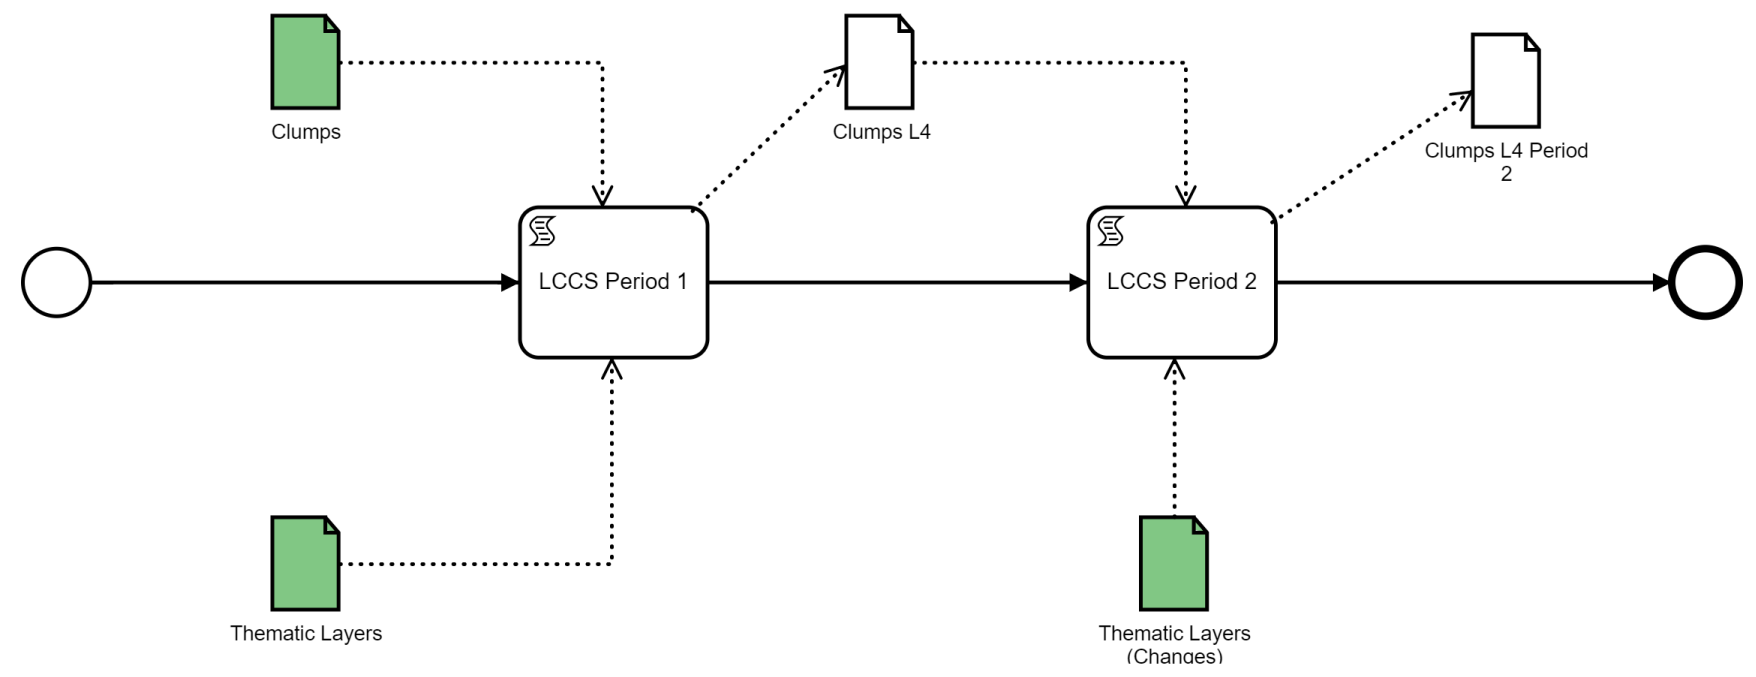 Clumps
Clumps L4
Clumps L4 Period
2
LCCS Period 1
LCCS Period 2
Thematic Layers
Thematic Layers
(Changes)